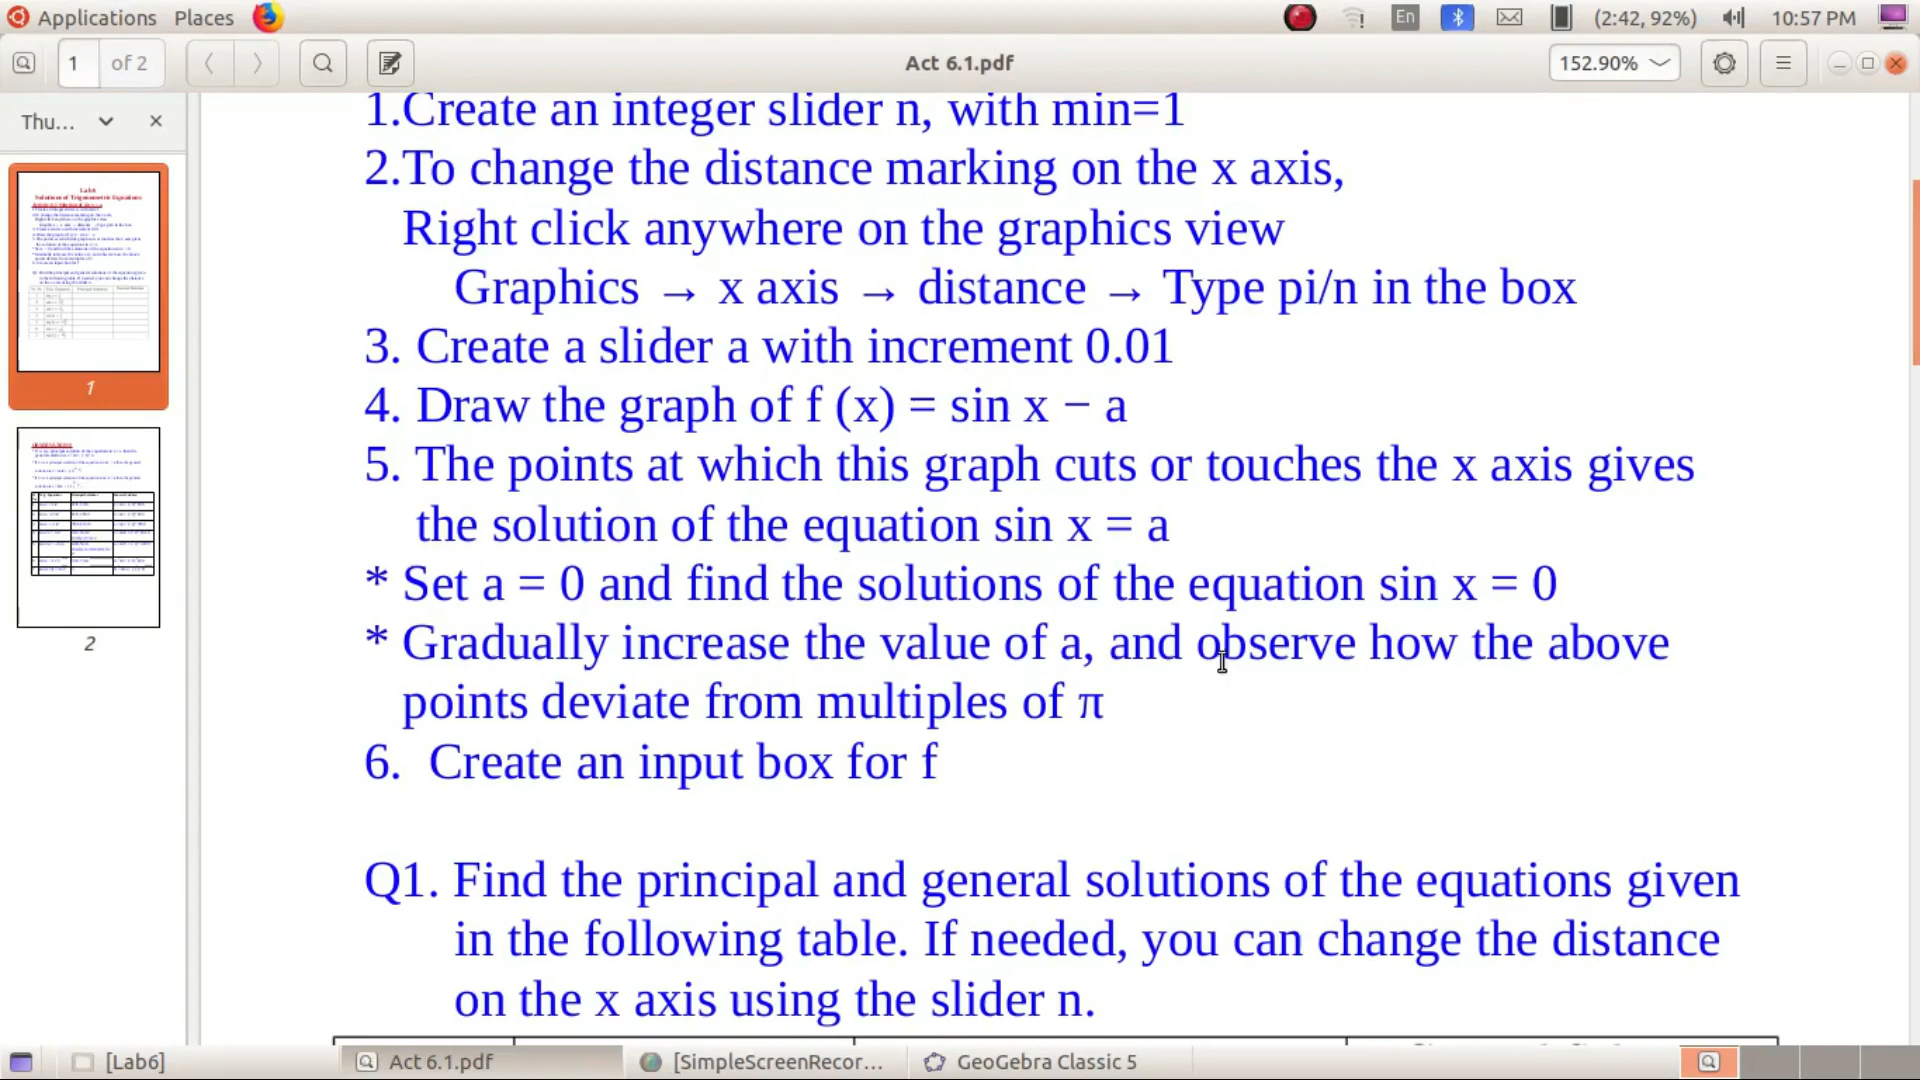 Applications Places En (2:42, 92%) 10:57 PM
1 of 2 Act 6.1.pdf 152.90%
Thu...
1.Create an integer slider n, with min=1
2.To change the distance marking on the x axis,
Right click anywhere on the graphics view
Graphics → x axis → distance → Type pi/n in the box
3. Create a slider a with increment 0.01
4. Draw the graph of f (x) = sin x − a
5. The points at which this graph cuts or touches the x axis gives
the solution of the equation sin x = a
* Set a = 0 and find the solutions of the equation sin x = 0
* Gradually increase the value of a, and observe how the above
points deviate from multiples of π
6. Create an input box for f
Q1. Find the principal and general solutions of the equations given
in the following table. If needed, you can change the distance
on the x axis using the slider n.
Lab 6
Solutions of Trigonometric Equations
1
2
[Lab6] Act 6.1.pdf [SimpleScreenRecor... GeoGebra Classic 5